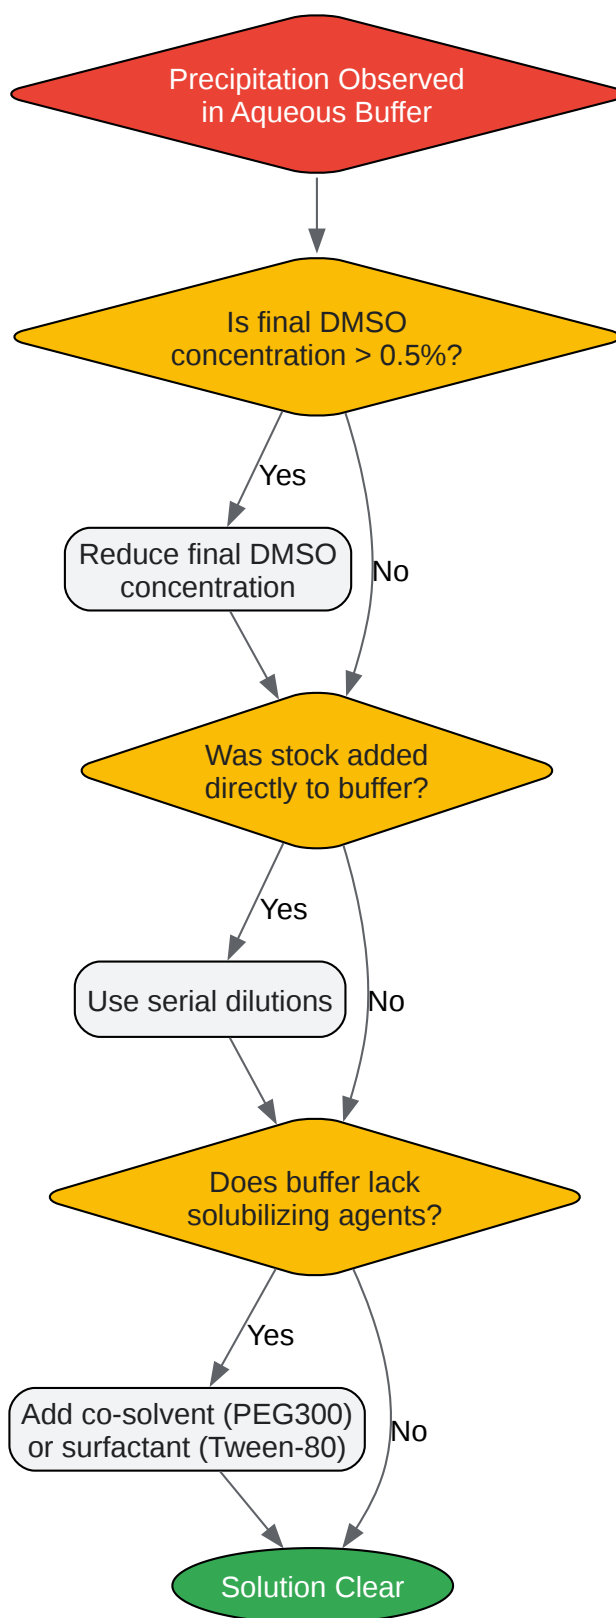 Precipitation Observed
in Aqueous Buffer
Is final DMSO
concentration > 0.5%?
Yes
Reduce final DMSO
concentration
No
Was stock added
directly to buffer?
Yes
Use serial dilutions
No
Does buffer lack
solubilizing agents?
Yes
Add co-solvent (PEG300)
or surfactant (Tween-80)
No
Solution Clear